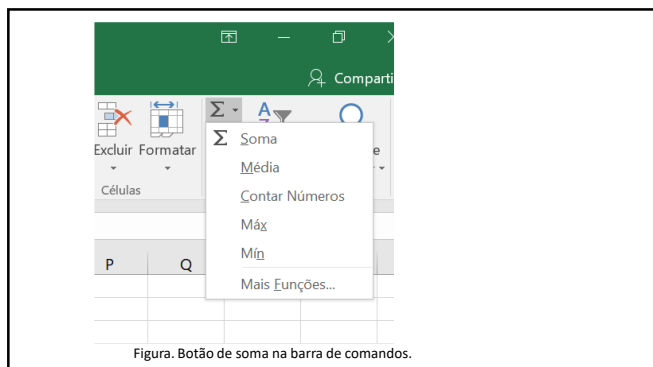 Comparti
Excluir Formatar
Células
Σ Soma
Média
Contar Números
Máx
Mín
Mais Funções...
P Q
Figura. Botão de soma na barra de comandos.